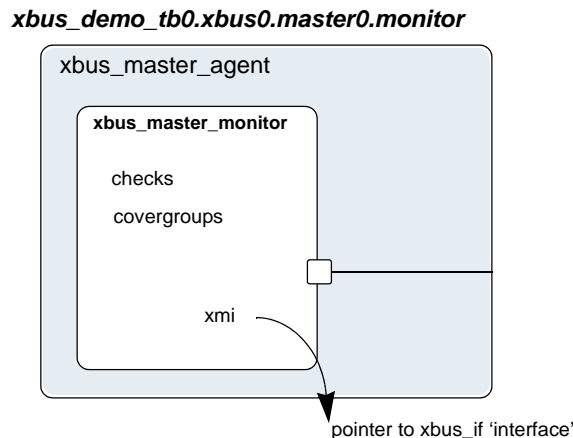 xbus_demo_tb0.xbus0.master0.monitor
xbus_master_agent
xbus_master_monitor
checks
covergroups
xmi
pointer to xbus_if ‘interface’